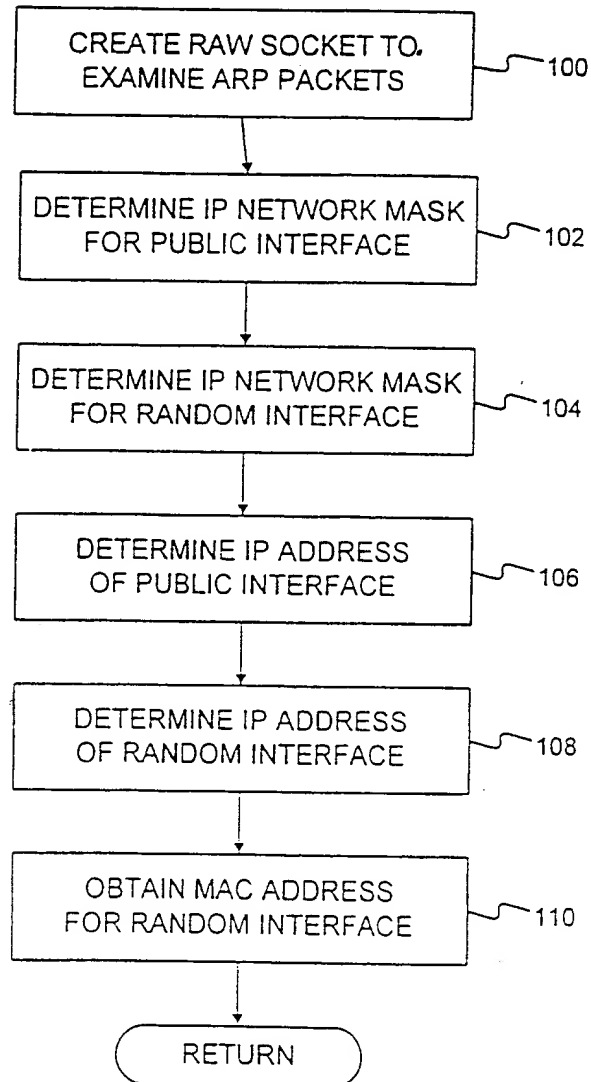 CREATE RAW SOCKET TO.
EXAMINE ARP PACKETS
100
DETERMINE IP NETWORK MASK
FOR PUBLIC INTERFACE
102
DETERMINE IP NETWORK MASK
FOR RANDOM INTERFACE
104
DETERMINE IP ADDRESS
OF PUBLIC INTERFACE
106
DETERMINE IP ADDRESS
OF RANDOM INTERFACE
108
OBTAIN MAC ADDRESS
FOR RANDOM INTERFACE
110
RETURN